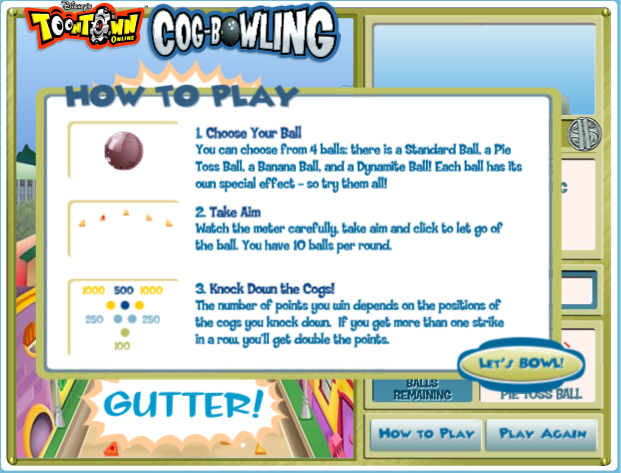 Disney's
TOONTOWN
ONLINE
COG-BOWLING
HOW TO PLAY
1. Choose Your Ball
You can choose from 4 balls: there is a Standard Ball, a Pie
Toss Ball, a Banana Ball, and a Dynamite Ball! Each ball has its
own special effect - so try them all!
2. Take Aim
Watch the meter carefully, take aim and click to let go of
the ball. You have 10 balls per round.
1000 500 1000
250 250
100
3. Knock Down the Cogs!
The number of points you win depends on the positions of
the cogs you knock down. If you get more than one strike
in a row, you'll get double the points.
LET'S BOWL!
BALLS
REMAINING
PIE TOSS BALL
GUTTER!
HOW TO PLAY
PLAY AGAIN